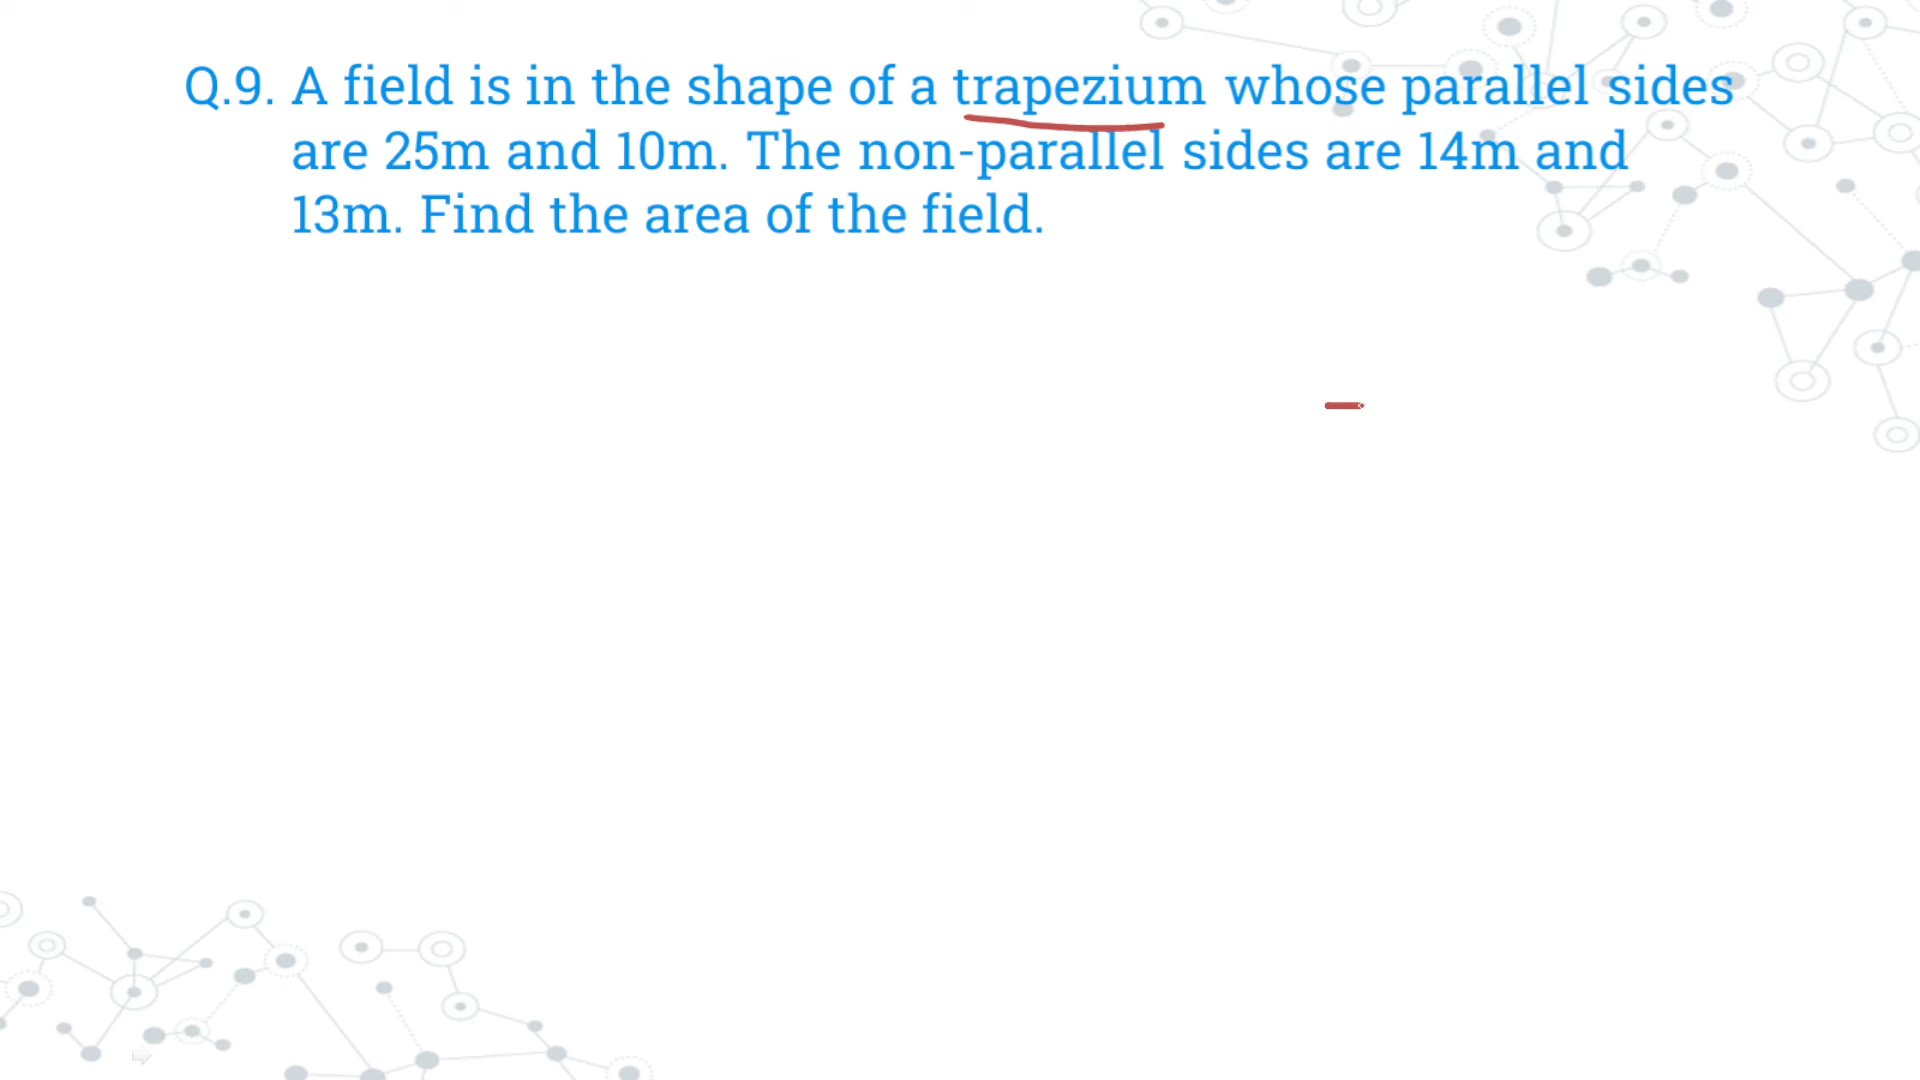 Q.9. A field is in the shape of a trapezium whose parallel sides
are 25m and 10m. The non-parallel sides are 14m and
13m. Find the area of the field.